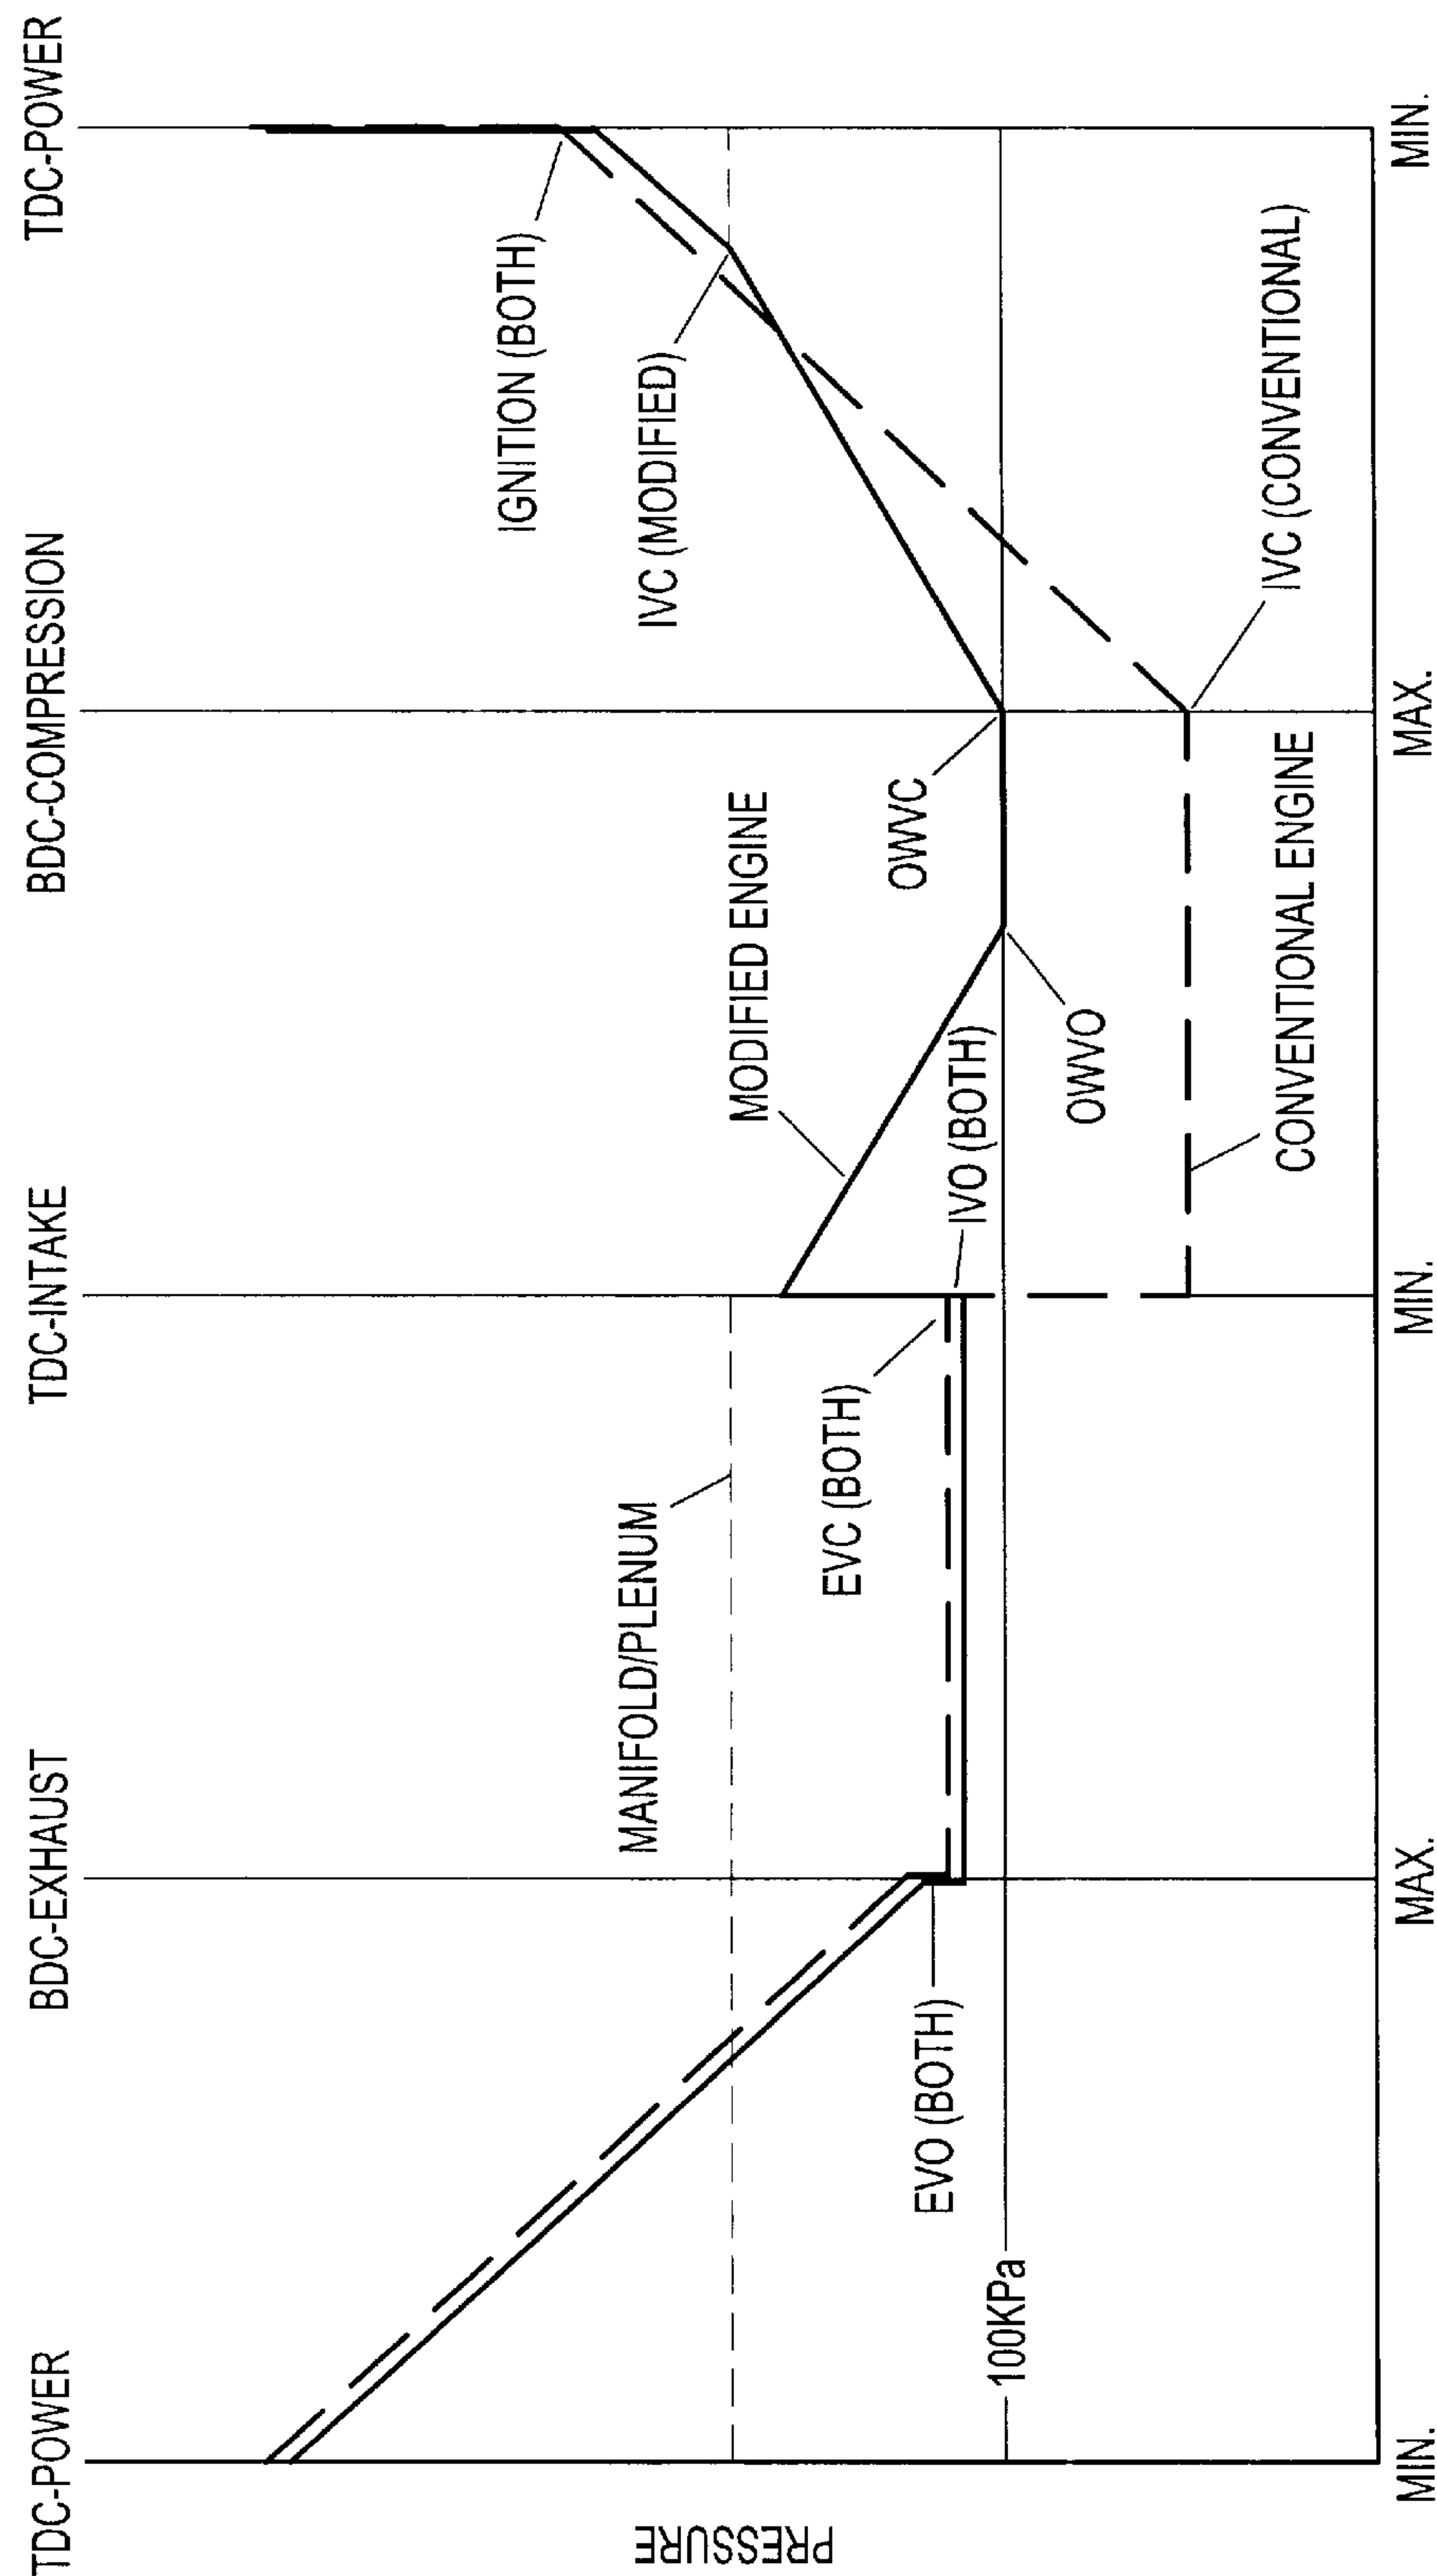 TDC-POWER
BDC-EXHAUST
TDC-INTAKE
BDC-COMPRESSION
TDC-POWER
IGNITION (BOTH)
MANIFOLD/PLENUM
IVC (MODIFIED)
PRESSURE
MODIFIED ENGINE
EVC (BOTH)
OWVC
EVO (BOTH)
IVO (BOTH)
100KPa
OWVO
IVC (CONVENTIONAL)
CONVENTIONAL ENGINE
MIN.
MAX.
MIN.
MAX.
MIN.